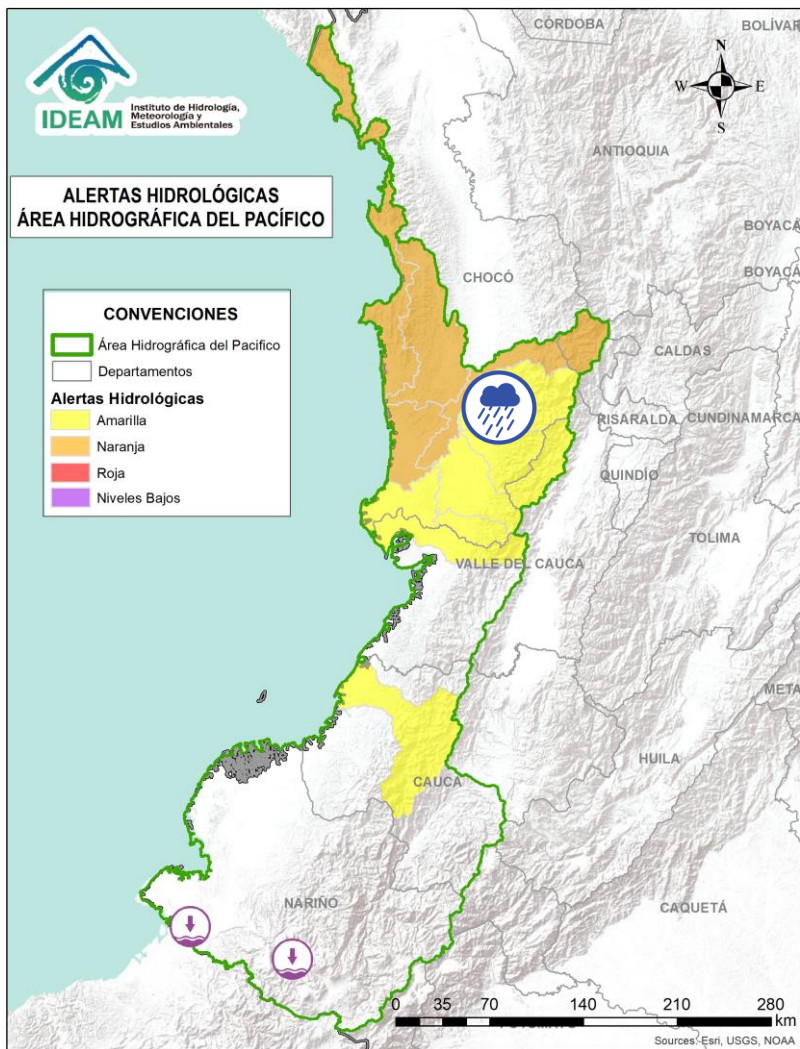 IDEAM
Instituto de Hidrología,
Meteorología y
Estudios Ambientales
ALERTAS HIDROLÓGICAS
ÁREA HIDROGRÁFICA DEL PACÍFICO
CONVENCIONES
Área Hidrográfica del Pacifico
Departamentos
Alertas Hidrológicas
Amarilla
Naranja
Roja
Niveles Bajos
N
W
E
S
CÓRDOBA
BOLÍVAR
ANTIOQUIA
BOYACÁ
BOYACÁ
CHOCÓ
CALDAS
RISARALDA
CUNDINAMARCA
QUINDÍO
TOLIMA
VALLE DEL CAUCA
META
HUILA
CAUCA
NARIÑO
CAQUETÁ
0 35 70 140 210 280
km
Sources: Esri, USGS, NOAA